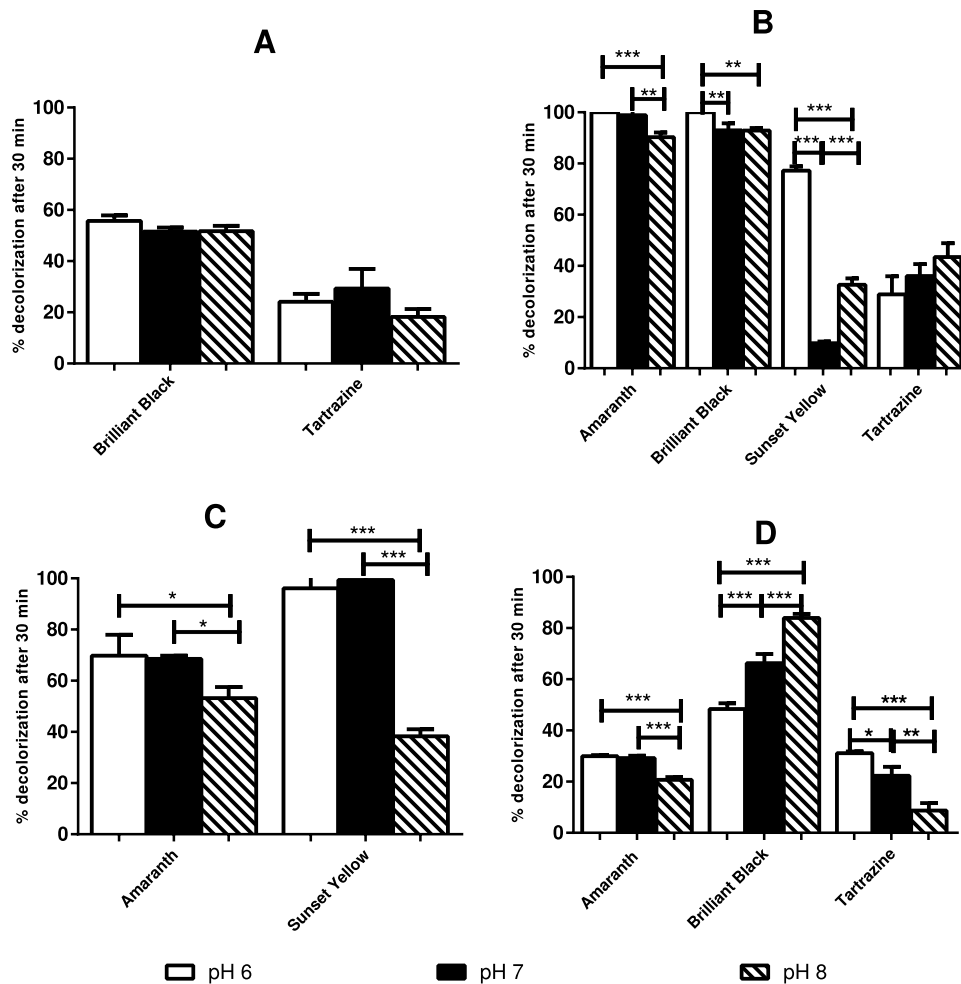 A
% decolorization after 30 min
100
80
60
40
20
0
Brilliant Black
Tartrazine
B
% decolorization after 30 min
100
80
60
40
20
0
***
**
**
**
***
***
***
Amaranth
Brilliant Black
Sunset Yellow
Tartrazine
C
% decolorization after 30 min
100
80
60
40
20
0
*
*
***
***
Amaranth
Sunset Yellow
D
% decolorization after 30 min
100
80
60
40
20
0
***
***
***
***
***
***
*
**
Amaranth
Brilliant Black
Tartrazine
pH 6
pH 7
pH 8